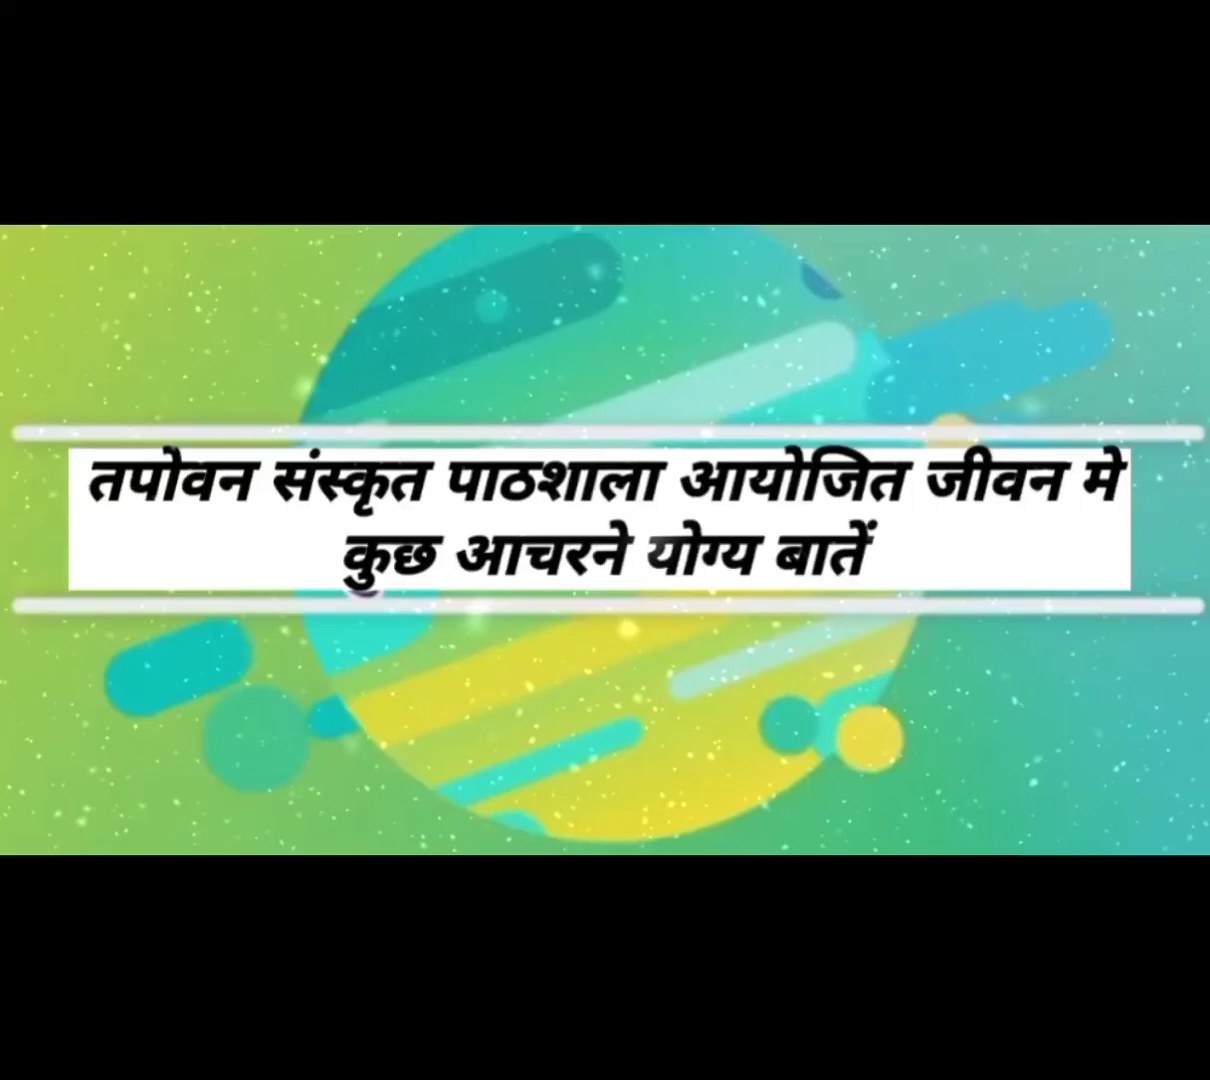 तपोवन संस्कृत पाठशाला आयोजित जीवन मे
कुछ आचरने योग्य बातें